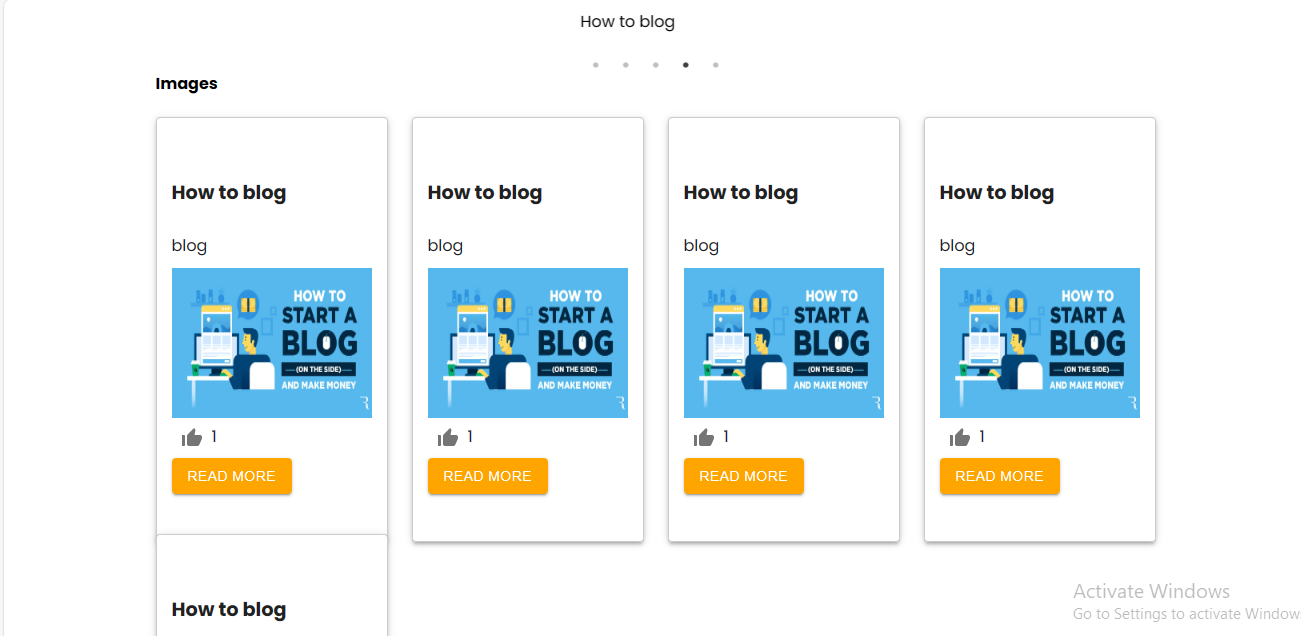 How to blog
Images
How to blog
blog
HOW TO
START A
BLOG
(ON THE SIDE)
AND MAKE MONEY
1
READ MORE
How to blog
blog
HOW TO
START A
BLOG
(ON THE SIDE)
AND MAKE MONEY
1
READ MORE
How to blog
blog
HOW TO
START A
BLOG
(ON THE SIDE)
AND MAKE MONEY
1
READ MORE
How to blog
blog
HOW TO
START A
BLOG
(ON THE SIDE)
AND MAKE MONEY
1
READ MORE
How to blog
Activate Windows
Go to Settings to activate Window